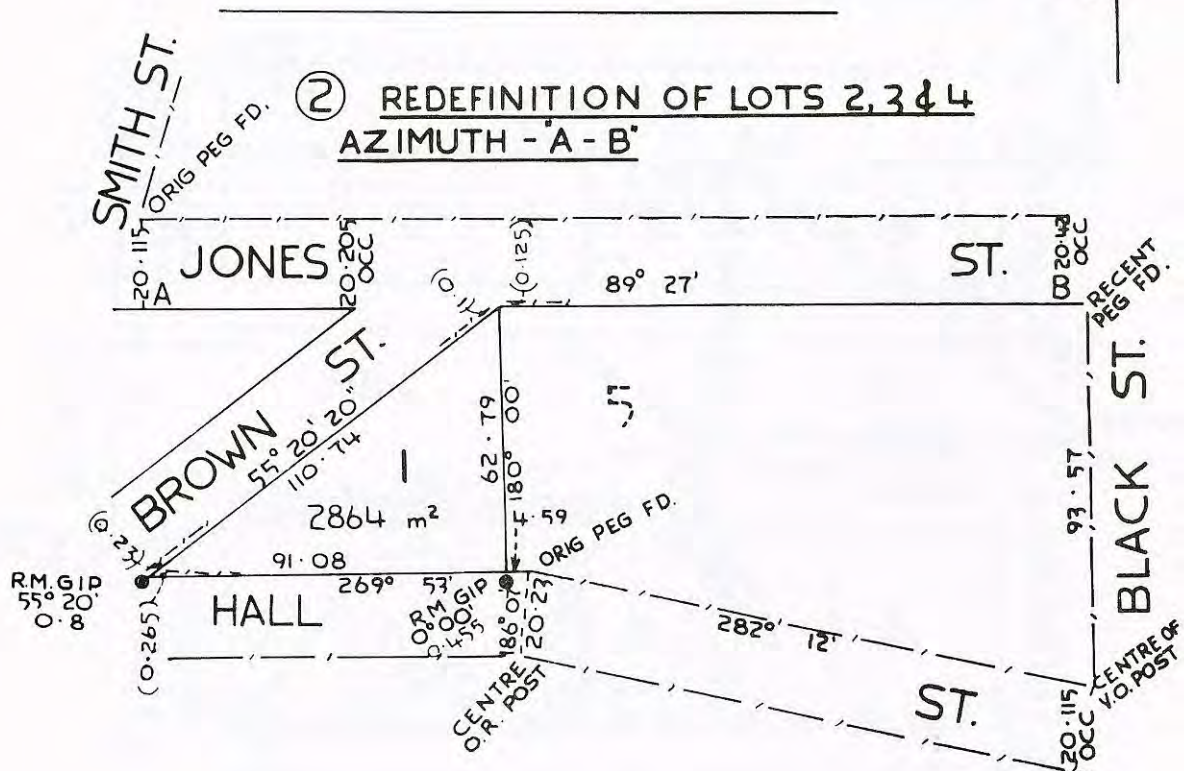 ② REDEFINITION OF LOTS 2, 3 & 4
AZIMUTH - "A - B"
SMITH ST.
ORIG PEG FD.
20·115
A
JONES
20·205
OCC
(0·125)
89° 27'
ST.
20·42
OCC
B
RECENT
PEG FD.
BROWN ST.
55° 20' 20"
110·74
1
2864 m²
62·79
180° 00'
5
4·59
ORIG PEG FD.
93·57
BLACK ST.
(0·23)
R.M. GIP
55° 20'
0·8
91·08
269° 53'
HALL
(0·265)
R.M GIP
0° 00'
0·455
186° 07'
20·23
CENTRE
O.R. POST
282° 12'
ST.
20·115
OCC
CENTRE OF
V.O. POST